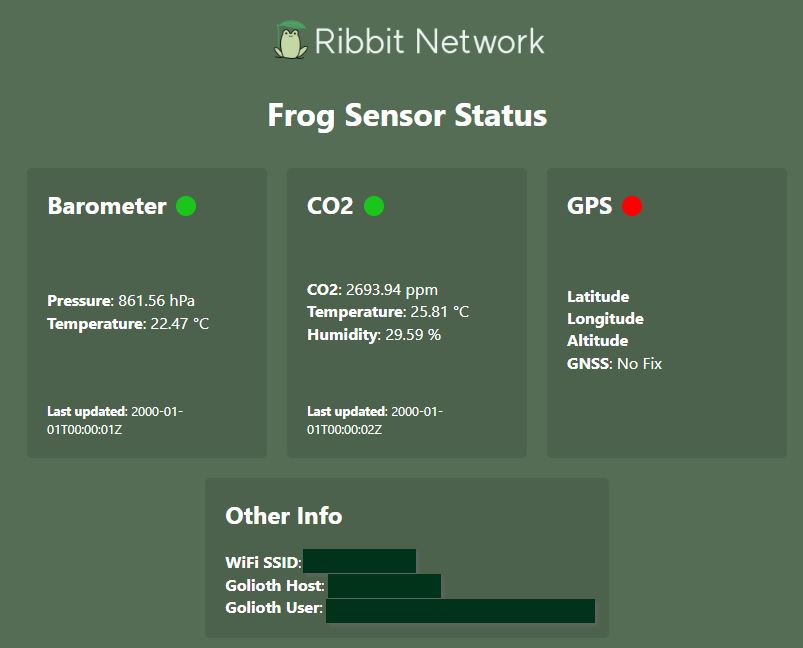 Ribbit Network
Frog Sensor Status
Barometer
Pressure: 861.56 hPa
Temperature: 22.47 °C
Last updated: 2000-01-
01T00:00:01Z
CO2
CO2: 2693.94 ppm
Temperature: 25.81 °C
Humidity: 29.59 %
Last updated: 2000-01-
01T00:00:02Z
GPS
Latitude
Longitude
Altitude
GNSS: No Fix
Other Info
WiFi SSID:
Golioth Host:
Golioth User: